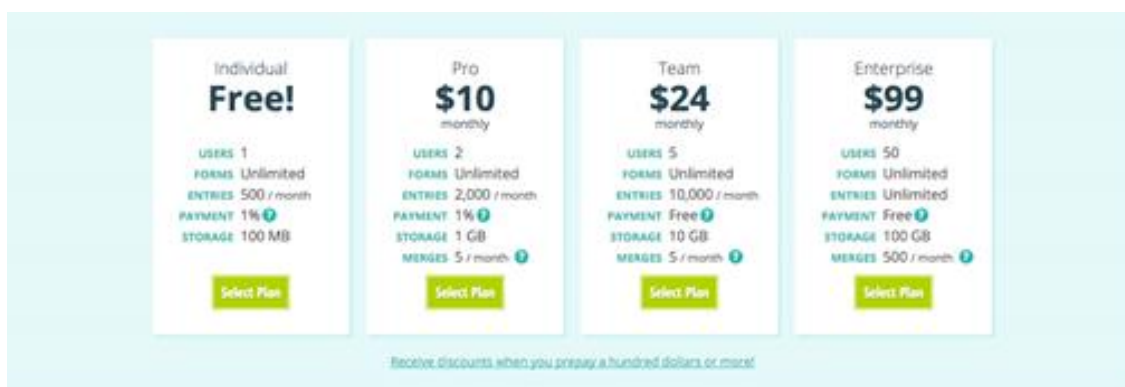 Individual
Free!
USERS 1
FORMS Unlimited
ENTRIES 500 / month
PAYMENT 1% ?
STORAGE 100 MB
Select Plan
Pro
$10
monthly
USERS 2
FORMS Unlimited
ENTRIES 2,000 / month
PAYMENT 1% ?
STORAGE 1 GB
MERGES 5 / month ?
Select Plan
Team
$24
monthly
USERS 5
FORMS Unlimited
ENTRIES 10,000 / month
PAYMENT Free ?
STORAGE 10 GB
MERGES 5 / month ?
Select Plan
Enterprise
$99
monthly
USERS 50
FORMS Unlimited
ENTRIES Unlimited
PAYMENT Free ?
STORAGE 100 GB
MERGES 500 / month ?
Select Plan
Receive discounts when you prepay a hundred dollars or more!